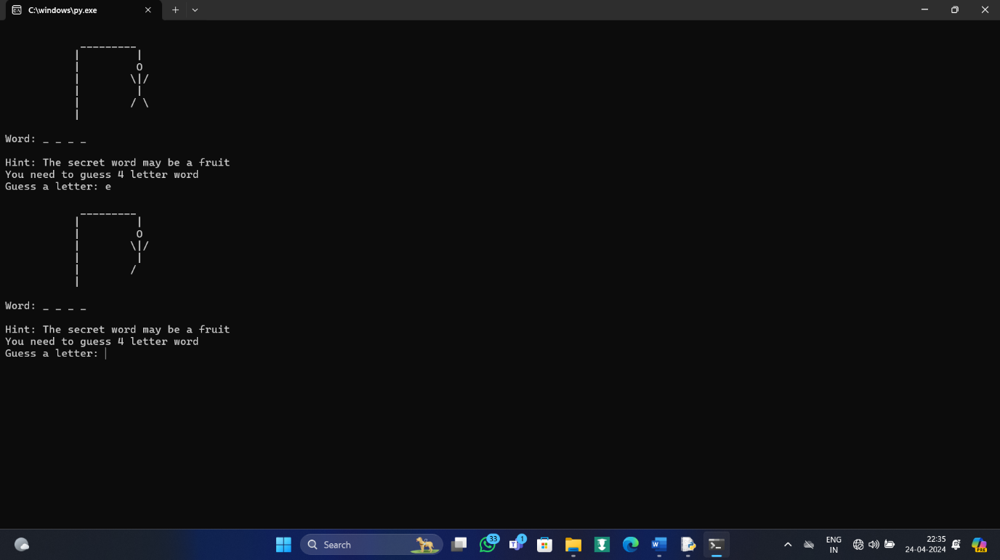 C:\windows\py.exe
_________
|          |
|          O
|         \|/
|          |
|         / \
|
Word: _ _ _ _
Hint: The secret word may be a fruit
You need to guess 4 letter word
Guess a letter: e
_________
|          |
|          O
|         \|/
|          |
|         /
|
Word: _ _ _ _
Hint: The secret word may be a fruit
You need to guess 4 letter word
Guess a letter:
Search
33
1
ENG
IN
22:35
24-04-2024
PRE